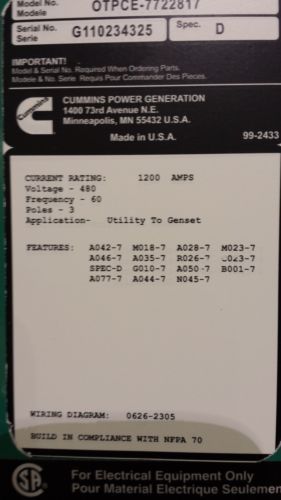 Model No. OTPCE-7722817
Modele
Serial No. G110234325 Spec. D
Serie
IMPORTANT!
Model & Serial No. Required When Ordering Parts.
Modele & No. Serie Requis Pour Commander Des Pieces.
Cummins
CUMMINS POWER GENERATION
1400 73rd Avenue N.E.
Minneapolis, MN 55432 U.S.A.
Made in U.S.A. 99-2433
CURRENT RATING: 1200 AMPS
Voltage - 480
Frequency - 60
Poles - 3
Application- Utility To Genset
FEATURES: A042-7 M018-7 A028-7 M023-7
A046-7 A035-7 R026-7 C023-7
SPEC-D G010-7 A050-7 B001-7
A077-7 A044-7 N045-7
WIRING DIAGRAM: 0626-2305
BUILD IN COMPLIANCE WITH NFPA 70
SA
For Electrical Equipment Only
Pour Material Electrique Seulemen